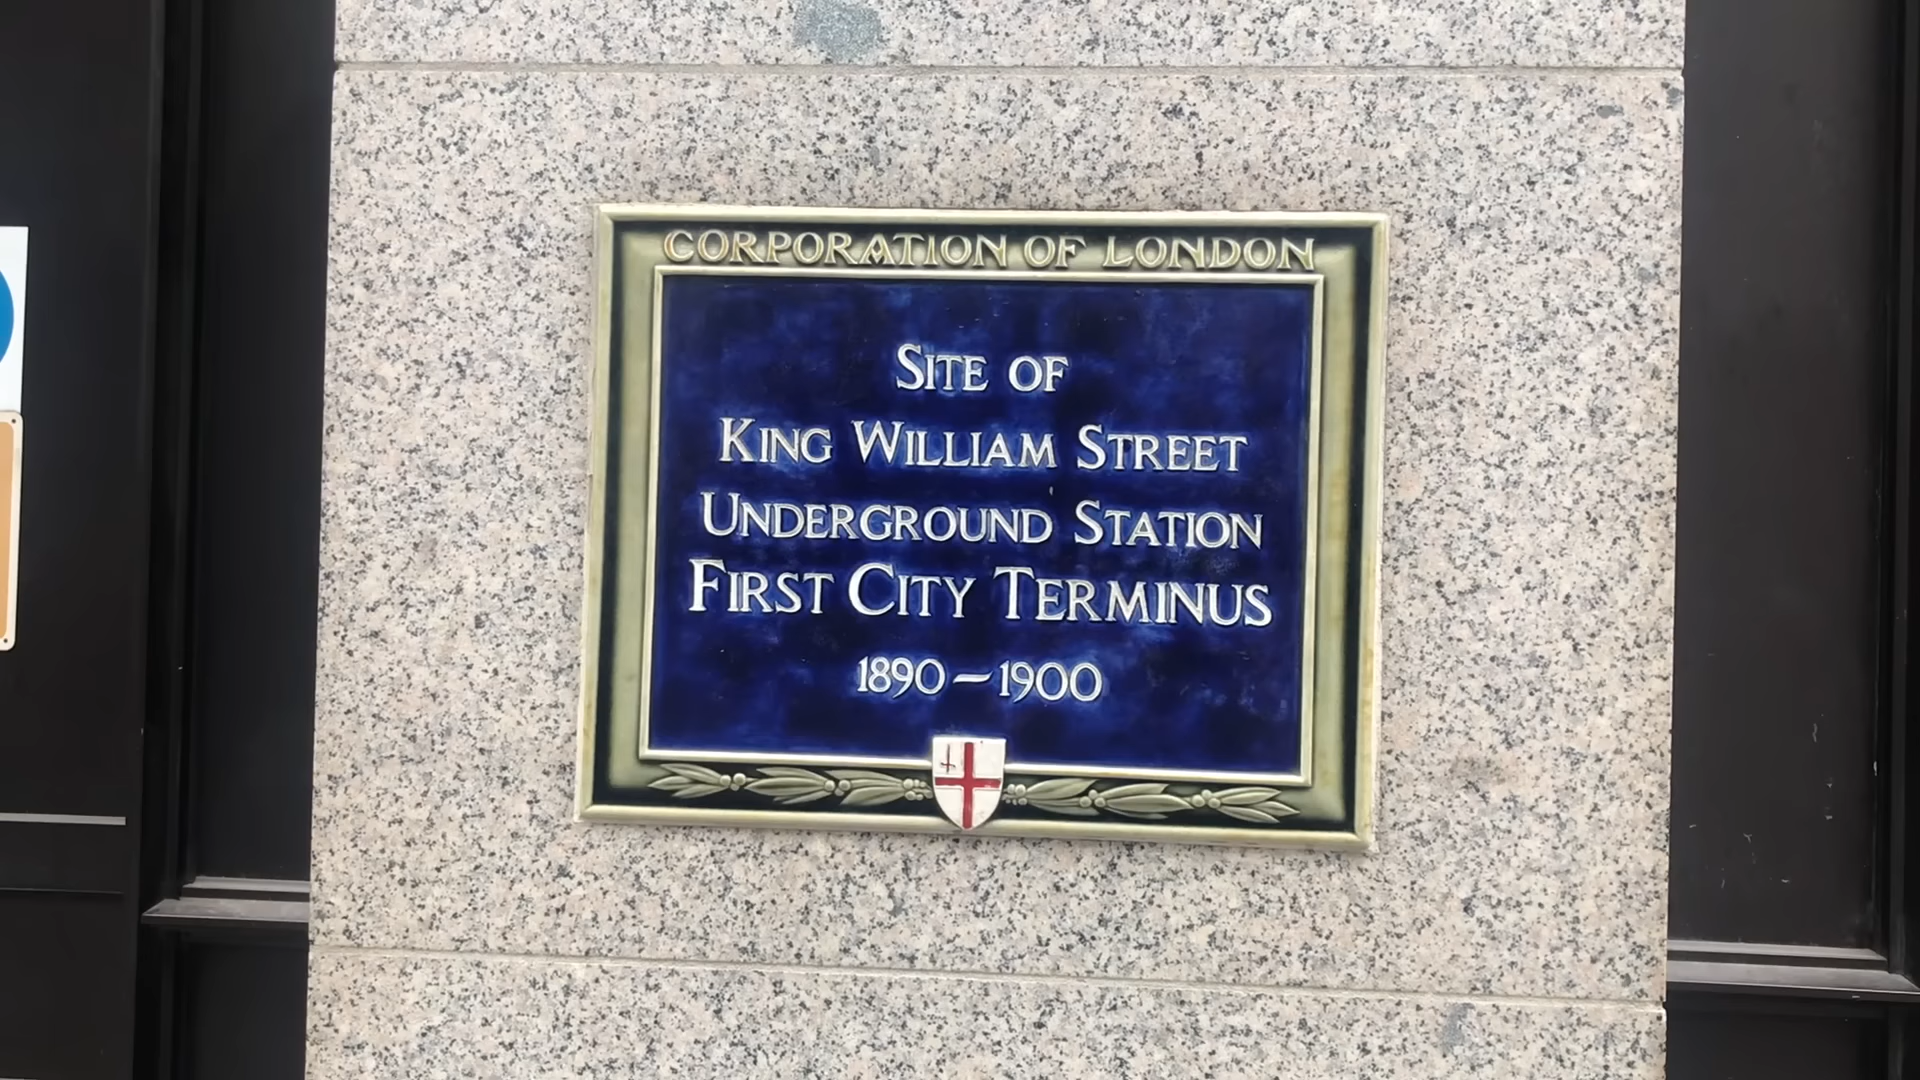 CORPORATION OF LONDON
SITE OF
KING WILLIAM STREET
UNDERGROUND STATION
FIRST CITY TERMINUS
1890–1900